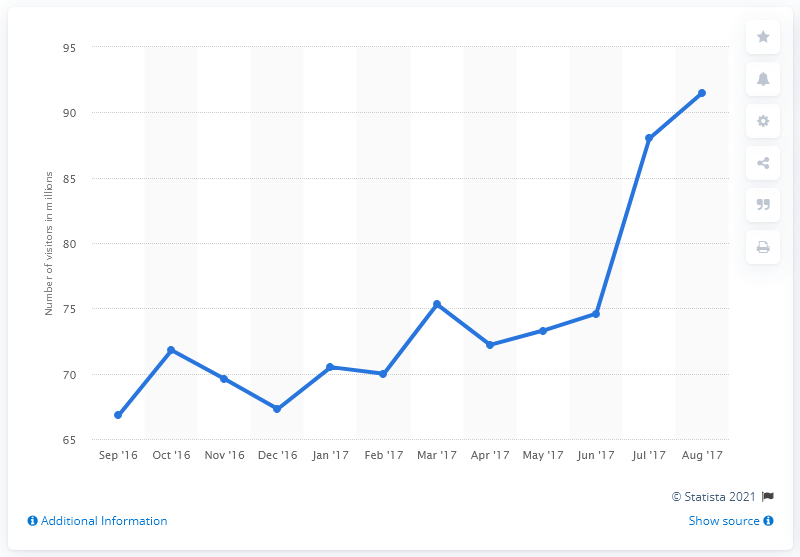 95
90
85
80
75
70
65
Number of visitors in millions
Sep '16 Oct '16 Nov '16 Dec '16 Jan '17 Feb '17 Mar '17 Apr '17 May '17 Jun '17 Jul '17 Aug '17
© Statista 2021
Additional Information
Show source